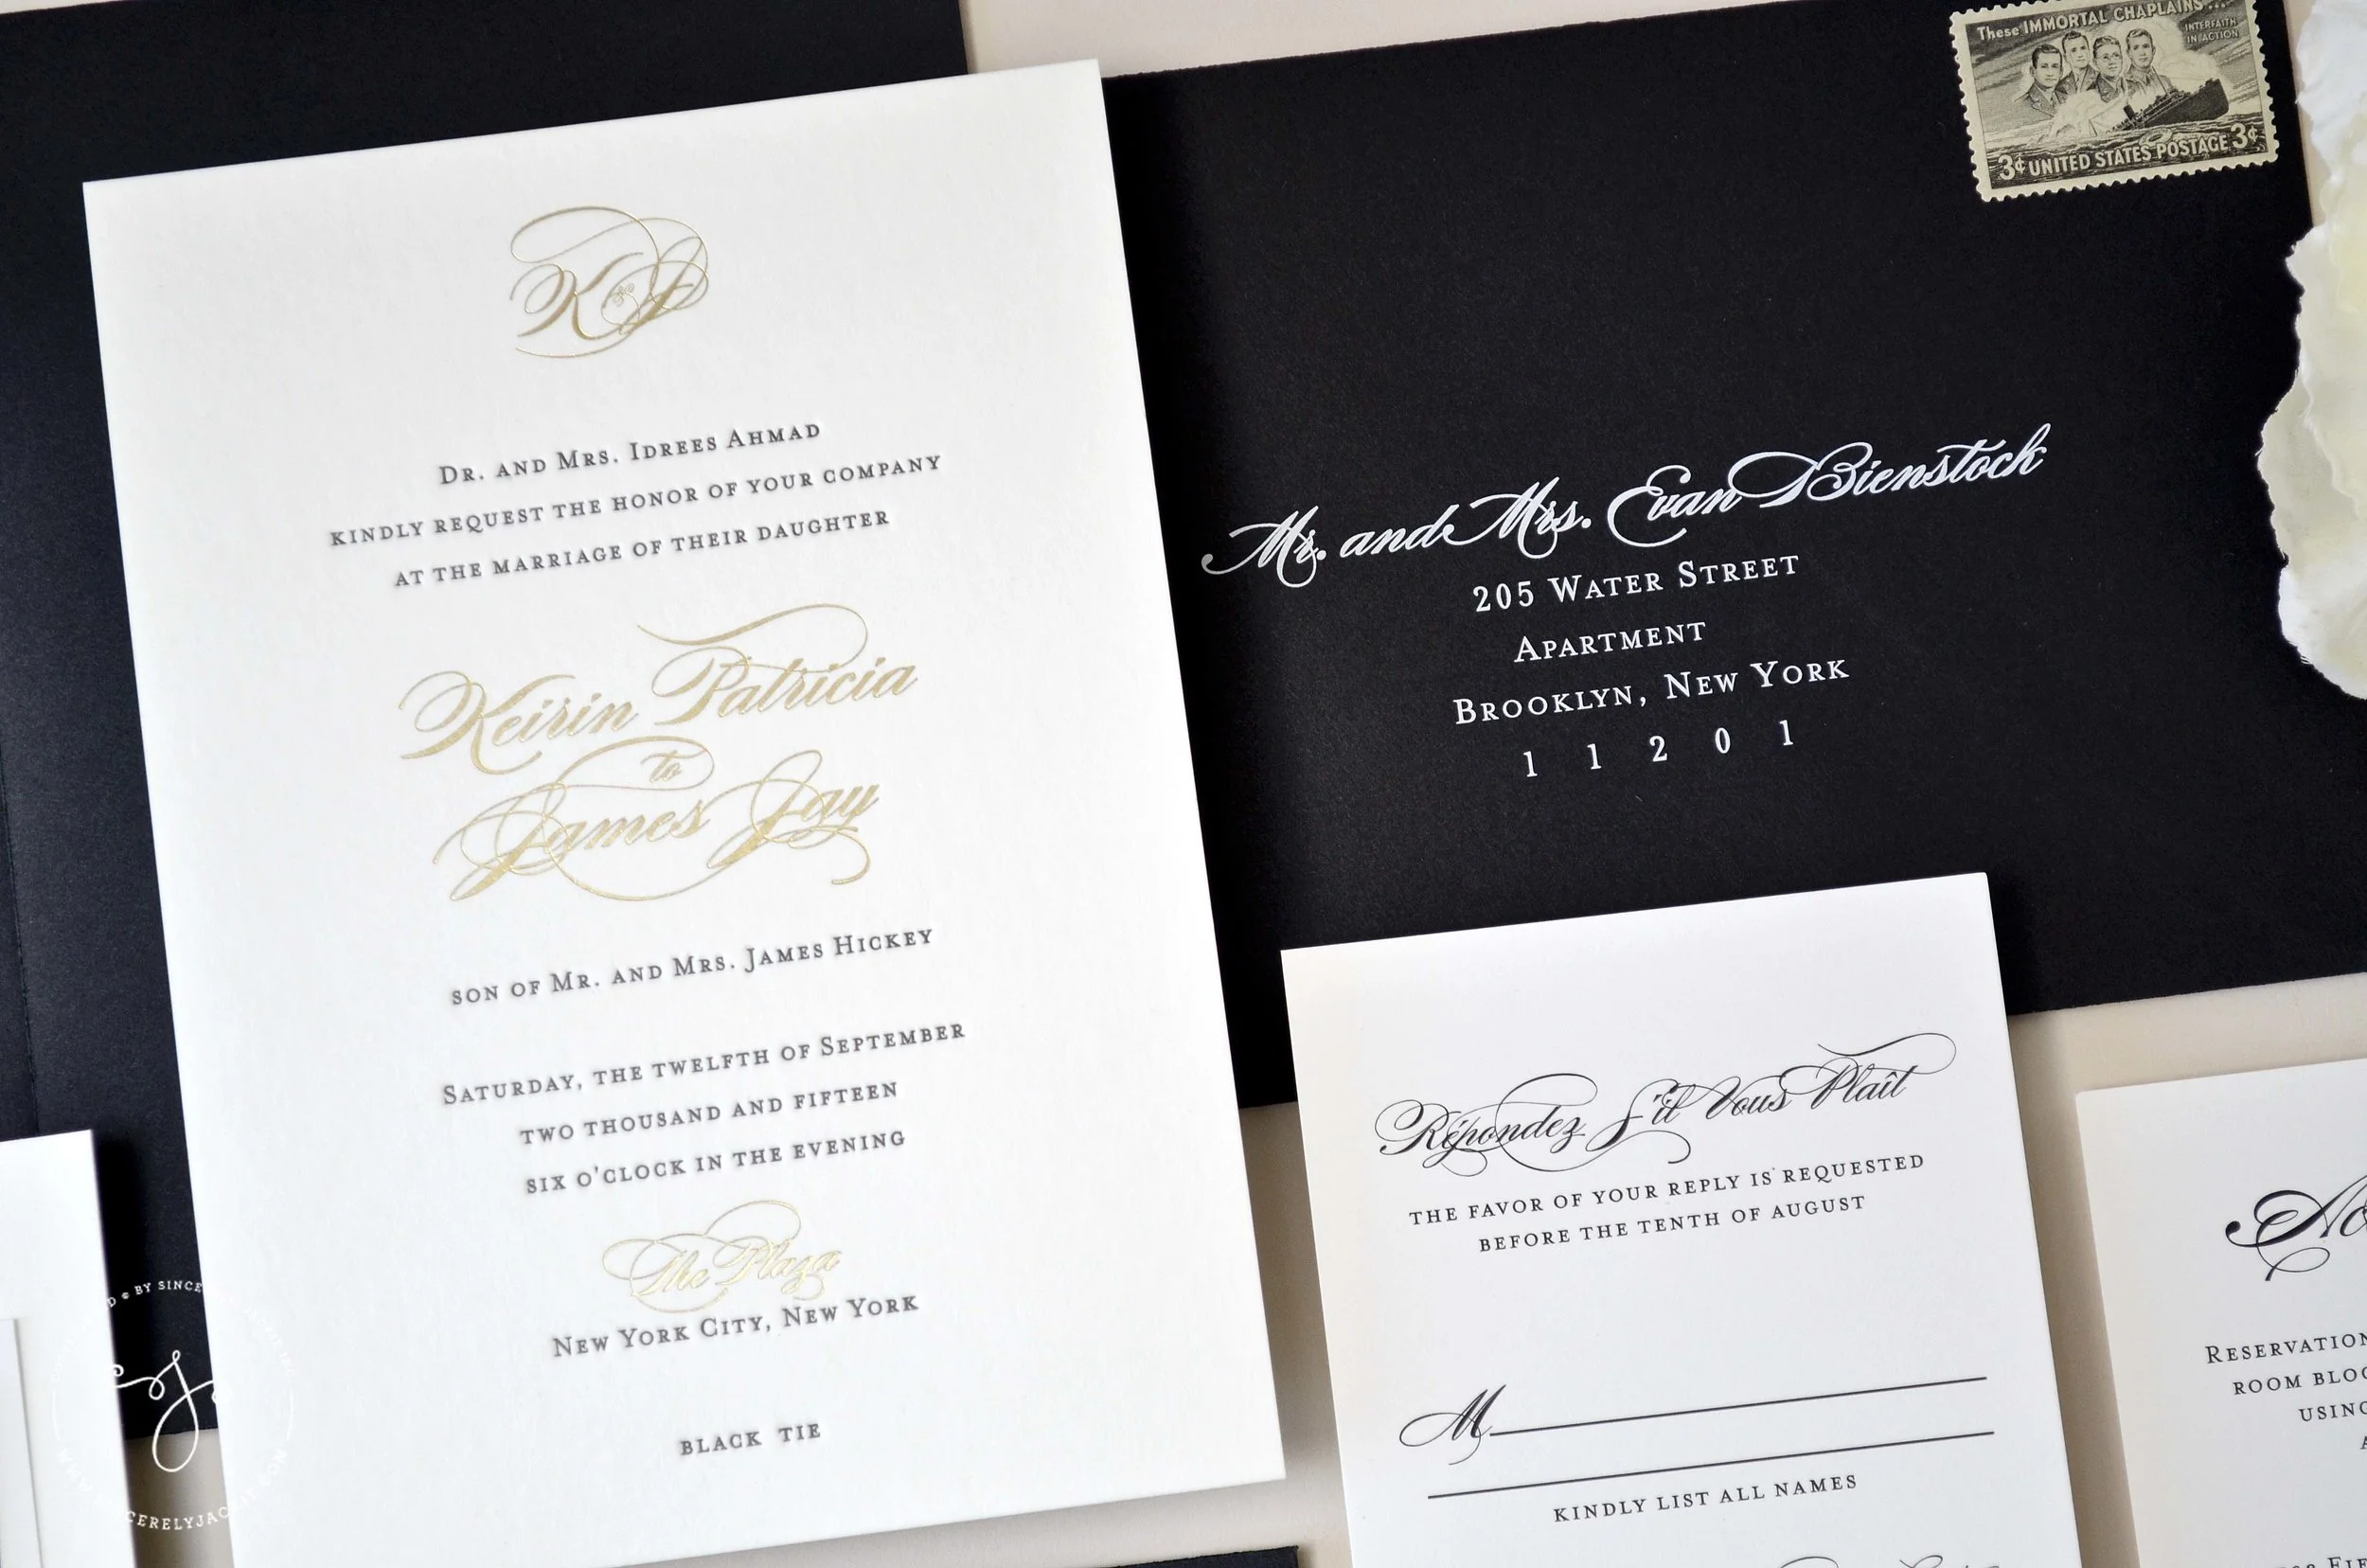 K & J
Dr. and Mrs. Idrees Ahmad
kindly request the honor of your company
at the marriage of their daughter
Keirin Patricia
to
James Jay
son of Mr. and Mrs. James Hickey
Saturday, the twelfth of September
two thousand and fifteen
six o'clock in the evening
The Plaza
New York City, New York
black tie
These IMMORTAL CHAPLAINS...
INTERFAITH
IN ACTION
3¢ UNITED STATES POSTAGE 3¢
Mr. and Mrs. Evan Bienstock
205 Water Street
Apartment
Brooklyn, New York
11201
Répondez S'il Vous Plaît
the favor of your reply is requested
before the tenth of August
M
kindly list all names
Reservation
room bloc
using